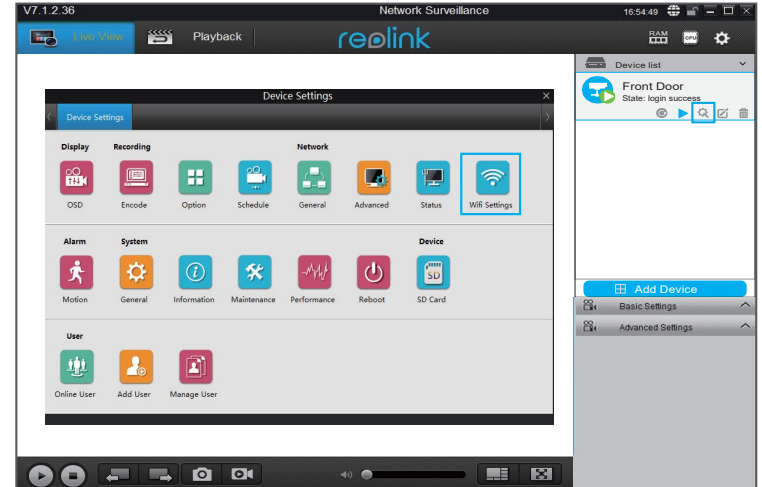 V7.1.2.36 Network Surveillance 16:54:49
Live View Playback reolink RAM CPU
Device list
Front Door
State: login success
Device Settings
Device Settings
Display Recording Network
OSD Encode Option Schedule General Advanced Status Wifi Settings
Alarm System Device
SD
Motion General Information Maintenance Performance Reboot SD Card
User
Online User Add User Manage User
Add Device
Basic Settings
Advanced Settings